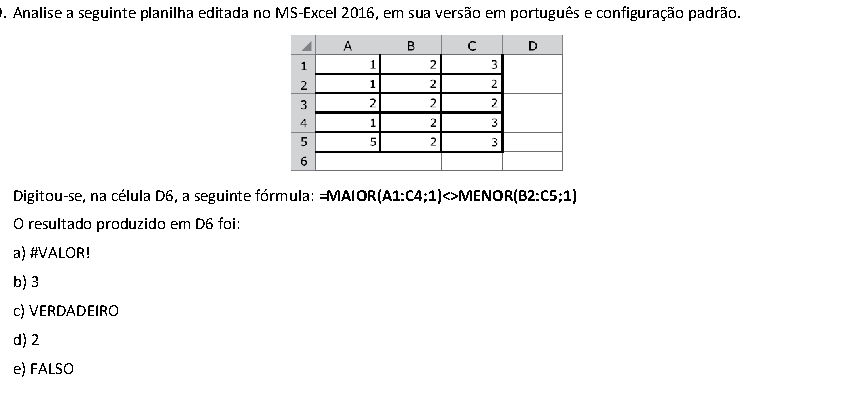 . Analise a seguinte planilha editada no MS-Excel 2016, em sua versão em português e configuração padrão.
A B C D
1 1 2 3
2 1 2 2
3 2 2 2
4 1 2 3
5 5 2 3
6
Digitou-se, na célula D6, a seguinte fórmula: =MAIOR(A1:C4;1)<>MENOR(B2:C5;1)
O resultado produzido em D6 foi:
a) #VALOR!
b) 3
c) VERDADEIRO
d) 2
e) FALSO